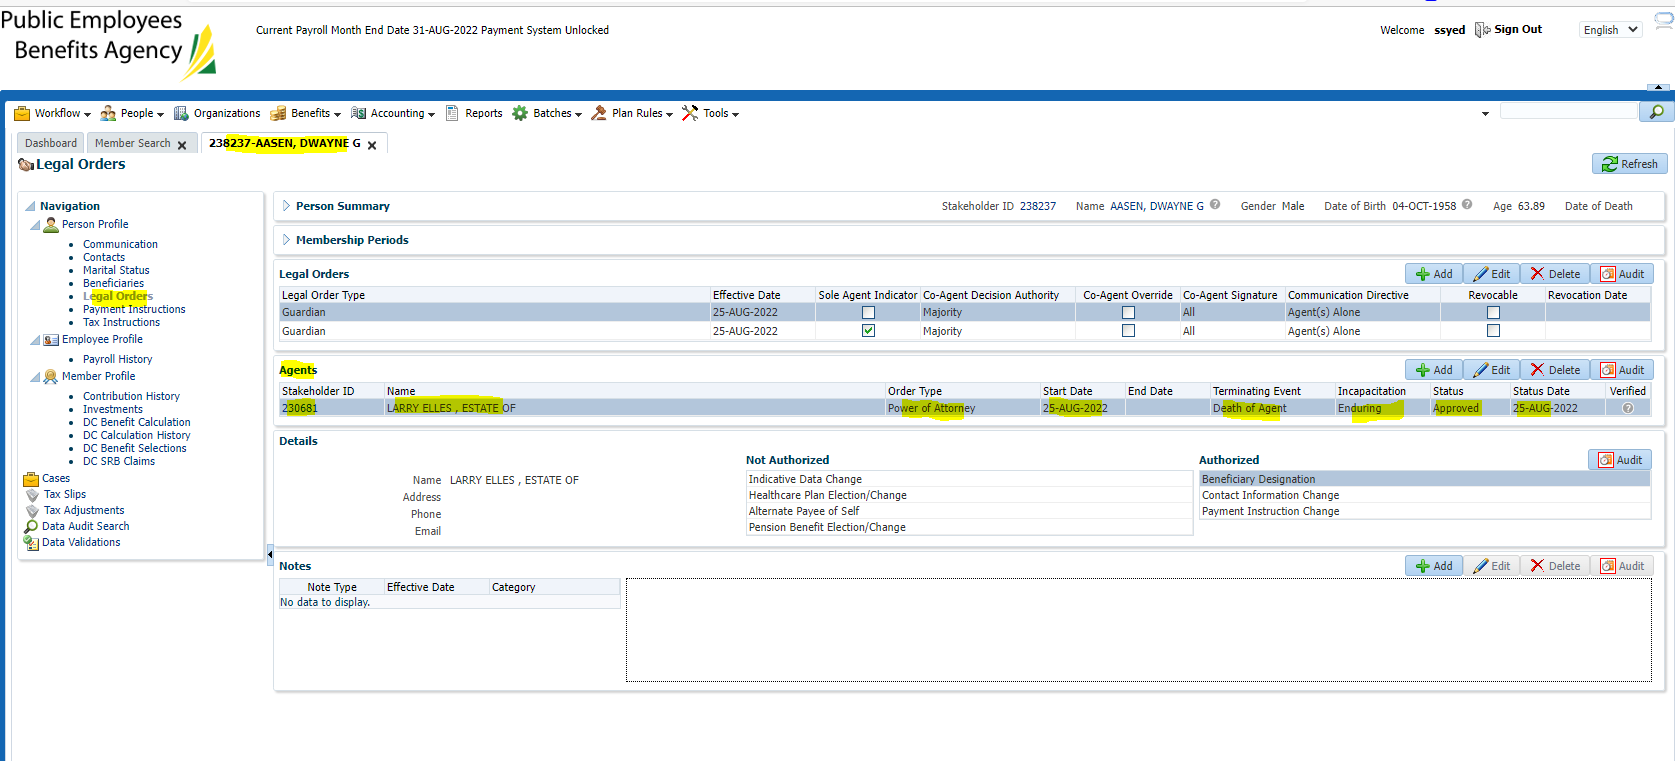 Public Employees
Benefits Agency
Current Payroll Month End Date 31-AUG-2022 Payment System Unlocked
Welcome ssyed Sign Out English
Workflow People Organizations Benefits Accounting Reports Batches Plan Rules Tools
Dashboard Member Search 238237-AASEN, DWAYNE G
Legal Orders
Refresh
Navigation
Person Profile
Communication
Contacts
Marital Status
Beneficiaries
Legal Orders
Payment Instructions
Tax Instructions
Employee Profile
Payroll History
Member Profile
Contribution History
Investments
DC Benefit Calculation
DC Calculation History
DC Benefit Selections
DC SRB Claims
Cases
Tax Slips
Tax Adjustments
Data Audit Search
Data Validations
Person Summary Stakeholder ID 238237 Name AASEN, DWAYNE G Gender Male Date of Birth 04-OCT-1958 Age 63.89 Date of Death
Membership Periods
Legal Orders Add Edit Delete Audit
Legal Order Type Effective Date Sole Agent Indicator Co-Agent Decision Authority Co-Agent Override Co-Agent Signature Communication Directive Revocable Revocation Date
Guardian 25-AUG-2022 Majority All Agent(s) Alone
Guardian 25-AUG-2022 Majority All Agent(s) Alone
Agents Add Edit Delete Audit
Stakeholder ID Name Order Type Start Date End Date Terminating Event Incapacitation Status Status Date Verified
230681 LARRY ELLES , ESTATE OF Power of Attorney 25-AUG-2022 Death of Agent Enduring Approved 25-AUG-2022
Details
Name LARRY ELLES , ESTATE OF
Address
Phone
Email
Not Authorized
Indicative Data Change
Healthcare Plan Election/Change
Alternate Payee of Self
Pension Benefit Election/Change
Authorized Audit
Beneficiary Designation
Contact Information Change
Payment Instruction Change
Notes Add Edit Delete Audit
Note Type Effective Date Category
No data to display.